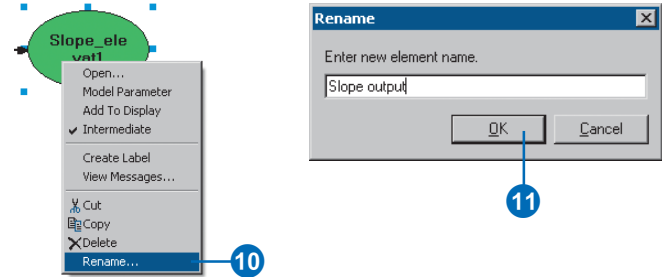 Slope_ele
vat1
Open...
Model Parameter
Add To Display
Intermediate
Create Label
View Messages...
Cut
Copy
Delete
Rename...
10
Rename
Enter new element name.
Slope output
OK
Cancel
11